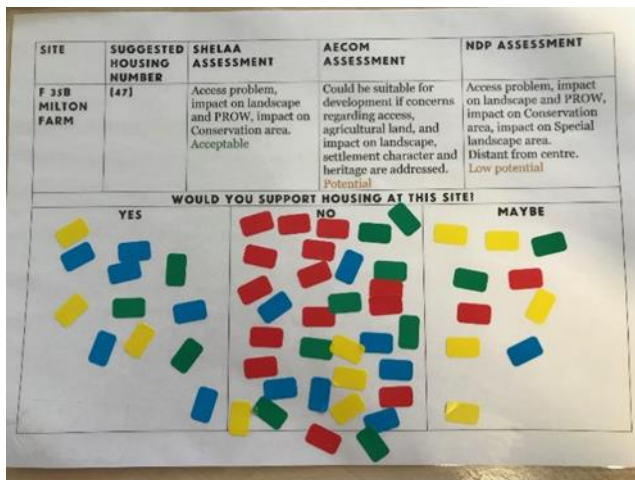 SITE
SUGGESTED
HOUSING
NUMBER
SHELAA
ASSESSMENT
AECOM
ASSESSMENT
NDP ASSESSMENT
F 35B
MILTON
FARM
(47)
Access problem,
impact on landscape
and PROW, impact on
Conservation area.
Acceptable
Could be suitable for
development if concerns
regarding access,
agricultural land, and
impact on landscape,
settlement character and
heritage are addressed.
Potential
Access problem, impact
on landscape and PROW,
impact on Conservation
area, impact on Special
landscape area.
Distant from centre.
Low potential
WOULD YOU SUPPORT HOUSING AT THIS SITE?
YES
NO
MAYBE